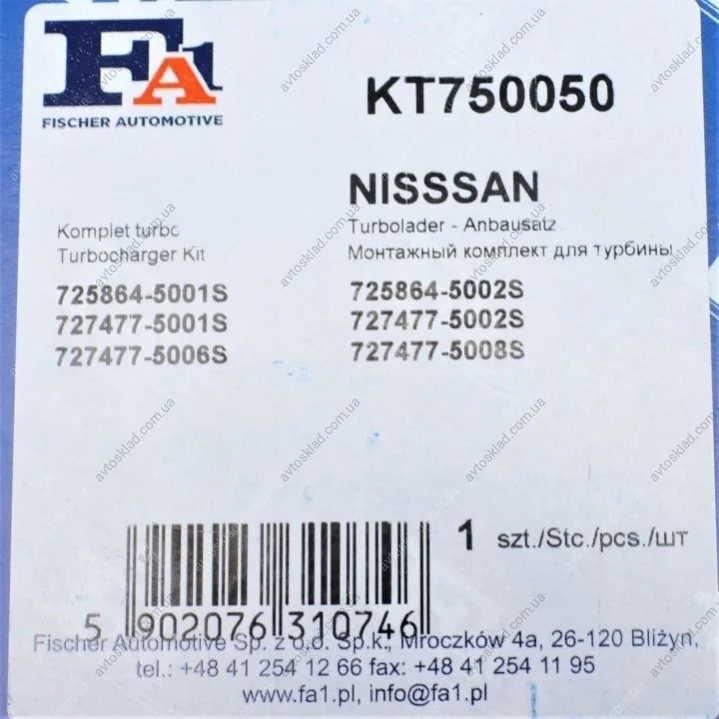 FA1
FISCHER AUTOMOTIVE
KT750050
NISSSAN
Komplet turbo
Turbocharger Kit
Turbolader - Anbausatz
Монтажный комплект для турбины
725864-5001S
727477-5001S
727477-5006S
725864-5002S
727477-5002S
727477-5008S
1 szt./Stc./pcs./шт
5 902076 310746
Fischer Automotive Sp. z o.o. Sp.k., Mroczków 4a, 26-120 Bliżyn,
tel.: +48 41 254 12 66 fax: +48 41 254 11 95
www.fa1.pl, info@fa1.pl
avtosklad.com.ua